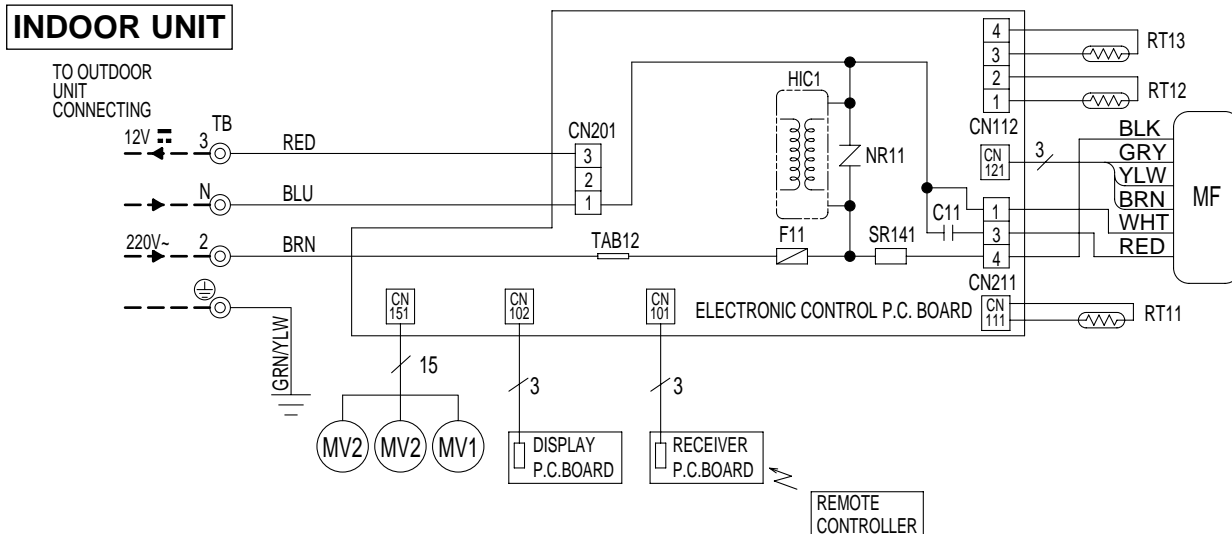 INDOOR UNIT
TO OUTDOOR
UNIT
CONNECTING
12V
3
TB
RED
N
BLU
220V~
2
BRN
GRN/YLW
CN201
3
2
1
TAB12
HIC1
NR11
F11
SR141
C11
4
3
2
1
CN112
RT13
RT12
CN
121
3
BLK
GRY
YLW
BRN
WHT
RED
MF
1
3
4
CN211
CN
111
RT11
ELECTRONIC CONTROL P.C. BOARD
CN
151
CN
102
CN
101
15
3
3
MV2
MV2
MV1
DISPLAY
P.C.BOARD
RECEIVER
P.C.BOARD
REMOTE
CONTROLLER